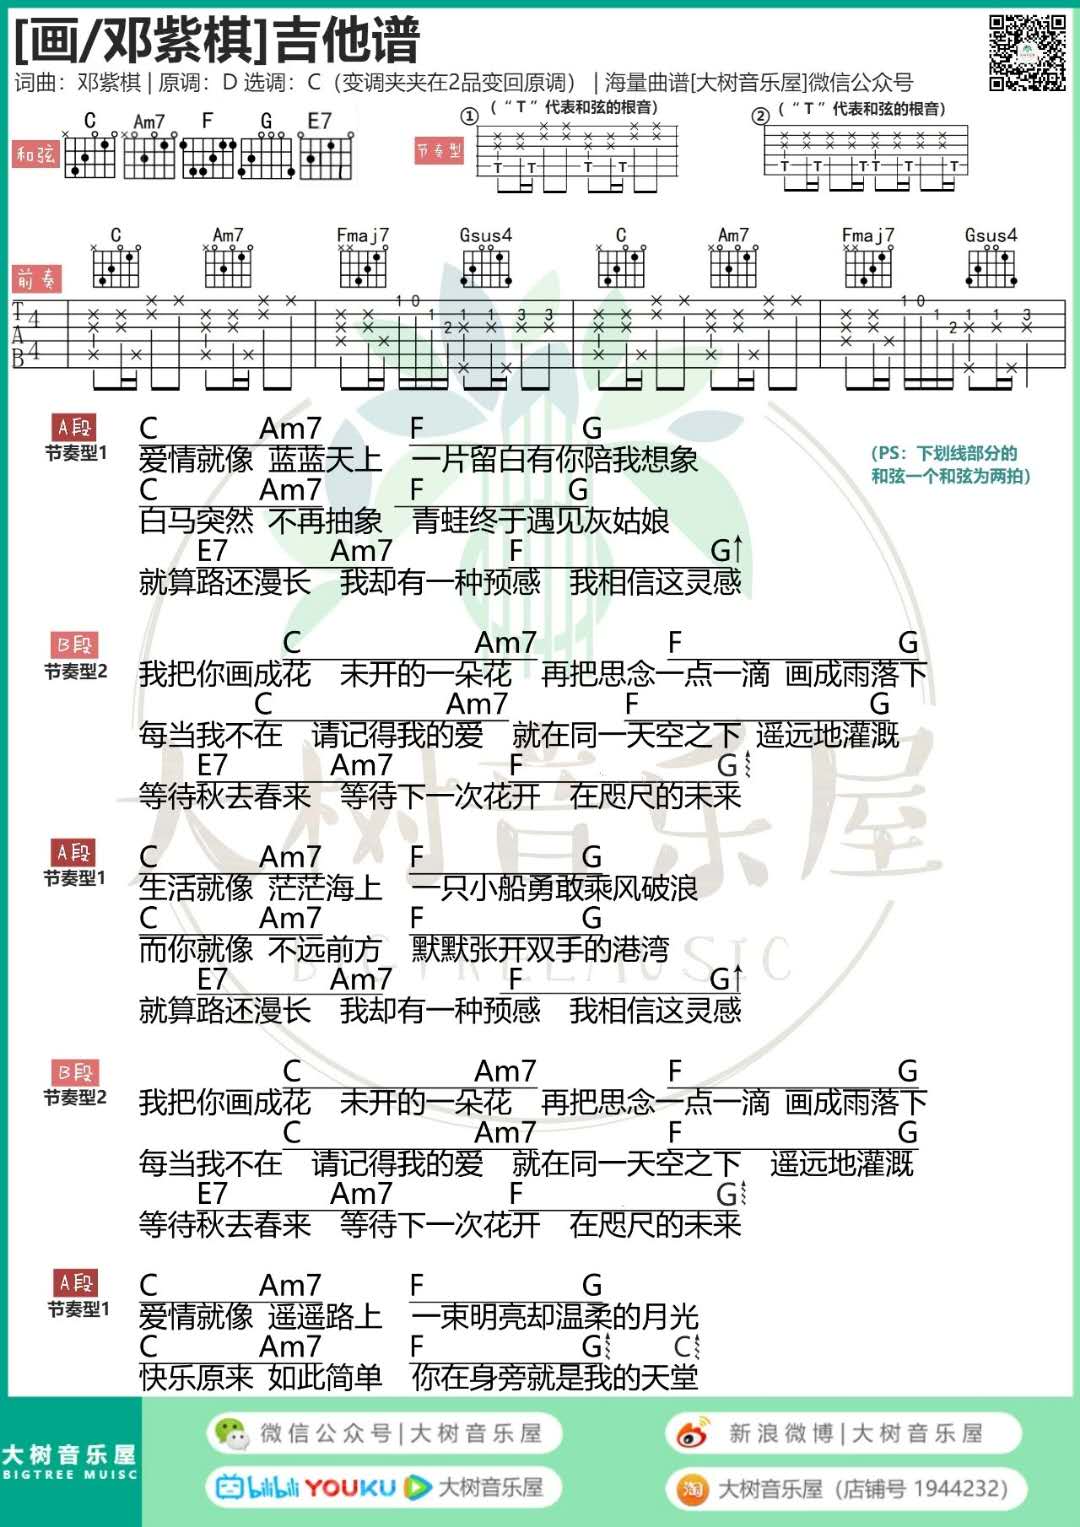 [画/邓紫棋]吉他谱
词曲：邓紫棋 | 原调：D 选调：C（变调夹夹在2品变回原调） | 海量曲谱[大树音乐屋]微信公众号
和弦 C Am7 F G E7
节奏型 ① （“T”代表和弦的根音） ② （“T”代表和弦的根音）
T T T T T T T T T T
C Am7 Fmaj7 Gsus4 C Am7 Fmaj7 Gsus4
前奏
T A B 4 4
1 0 1 2 1 1 3 3 1 0 1 2 1 1 3
A段
节奏型1
(PS：下划线部分的
和弦一个和弦为两拍)
C Am7 F G
爱情就像 蓝蓝天上 一片留白有你陪我想象
C Am7 F G
白马突然 不再抽象 青蛙终于遇见灰姑娘
E7 Am7 F G↑
就算路还漫长 我却有一种预感 我相信这灵感
B段
节奏型2
C Am7 F G
我把你画成花 未开的一朵花 再把思念一点一滴 画成雨落下
C Am7 F G
每当我不在 请记得我的爱 就在同一天空之下 遥远地灌溉
E7 Am7 F G
等待秋去春来 等待下一次花开 在咫尺的未来
A段
节奏型1
C Am7 F G
生活就像 茫茫海上 一只小船勇敢乘风破浪
C Am7 F G
而你就像 不远前方 默默张开双手的港湾
E7 Am7 F G↑
就算路还漫长 我却有一种预感 我相信这灵感
B段
节奏型2
C Am7 F G
我把你画成花 未开的一朵花 再把思念一点一滴 画成雨落下
C Am7 F G
每当我不在 请记得我的爱 就在同一天空之下 遥远地灌溉
E7 Am7 F G
等待秋去春来 等待下一次花开 在咫尺的未来
A段
节奏型1
C Am7 F G
爱情就像 遥遥路上 一束明亮却温柔的月光
C Am7 F G C
快乐原来 如此简单 你在身旁就是我的天堂
大树音乐屋
BIGTREEMUSIC
大树音乐屋
BIGTREE MUISC
微信公众号|大树音乐屋
新浪微博|大树音乐屋
bilibili YOUKU 大树音乐屋
淘 大树音乐屋（店铺号 1944232）